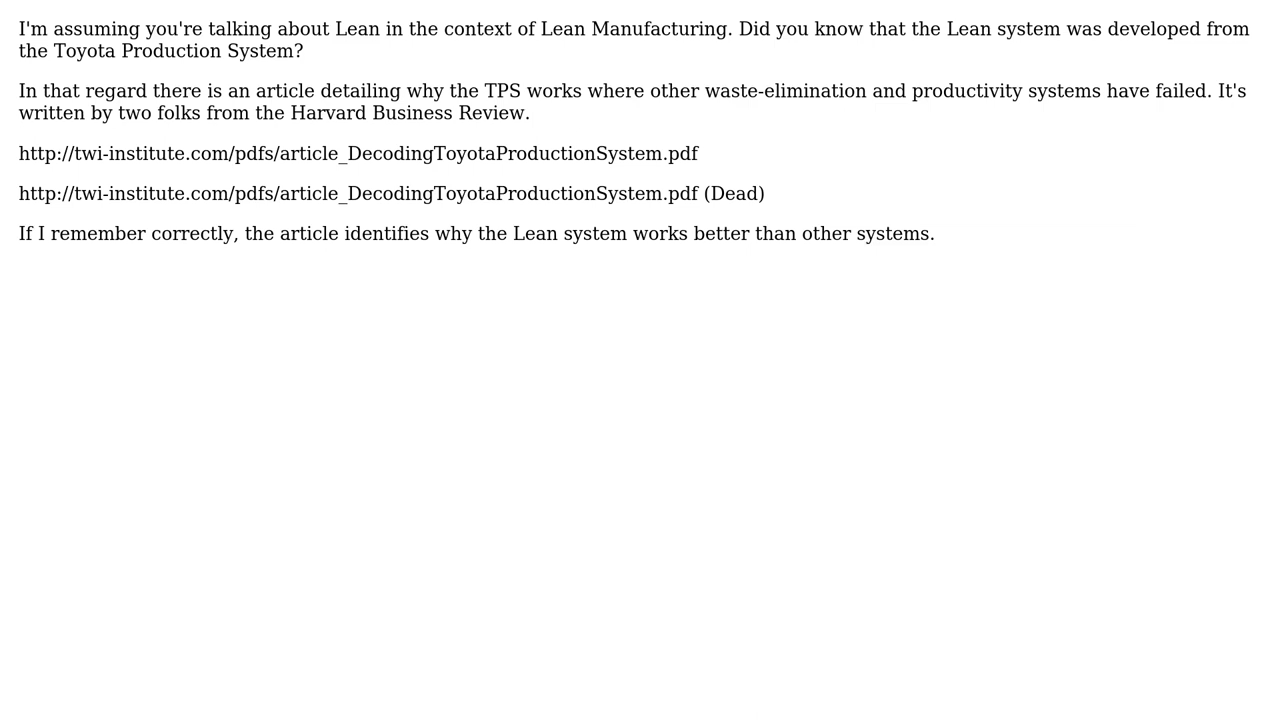 I'm assuming you're talking about Lean in the context of Lean Manufacturing. Did you know that the Lean system was developed from
the Toyota Production System?
In that regard there is an article detailing why the TPS works where other waste-elimination and productivity systems have failed. It's
written by two folks from the Harvard Business Review.
http://twi-institute.com/pdfs/article_DecodingToyotaProductionSystem.pdf
http://twi-institute.com/pdfs/article_DecodingToyotaProductionSystem.pdf (Dead)
If I remember correctly, the article identifies why the Lean system works better than other systems.